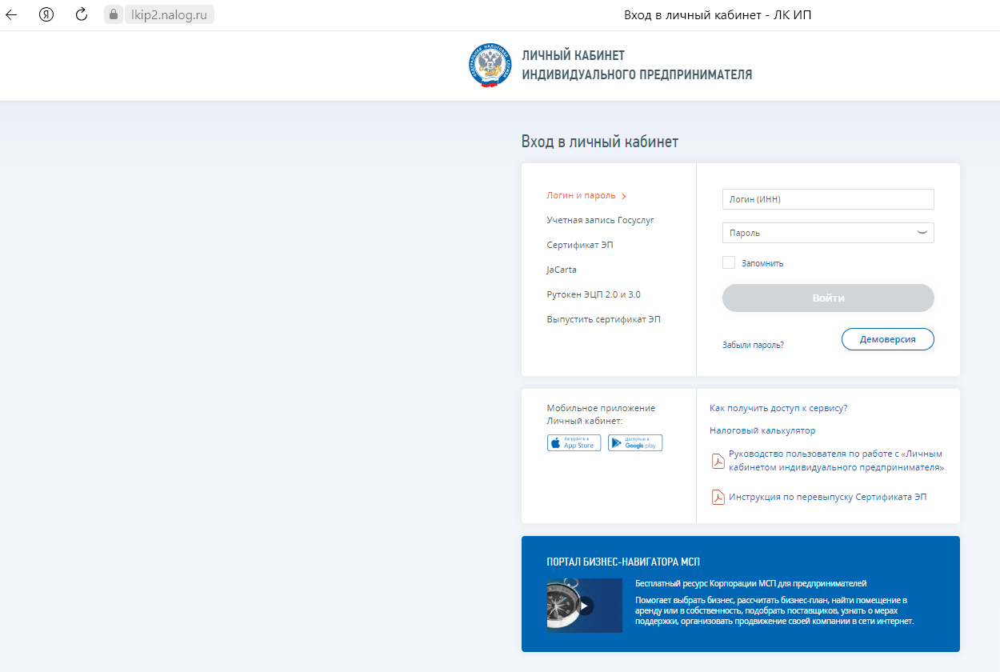 lkip2.nalog.ru
Вход в личный кабинет - ЛК ИП
ЛИЧНЫЙ КАБИНЕТ
ИНДИВИДУАЛЬНОГО ПРЕДПРИНИМАТЕЛЯ
Вход в личный кабинет
Логин и пароль
Учетная запись Госуслуг
Сертификат ЭП
JaCarta
Рутокен ЭЦП 2.0 и 3.0
Выпустить сертификат ЭП
Логин (ИНН)
Пароль
Запомнить
Войти
Забыли пароль?
Демоверсия
Мобильное приложение
Личный кабинет:
Загрузите в
App Store
Доступно в
Google play
Как получить доступ к сервису?
Налоговый калькулятор
Руководство пользователя по работе с «Личным
кабинетом индивидуального предпринимателя»
Инструкция по перевыпуску Сертификата ЭП
ПОРТАЛ БИЗНЕС-НАВИГАТОРА МСП
Бесплатный ресурс Корпорации МСП для предпринимателей
Помогает выбрать бизнес, рассчитать бизнес-план, найти помещение в
аренду или в собственность, подобрать поставщиков, узнать о мерах
поддержки, организовать продвижение своей компании в сети интернет.